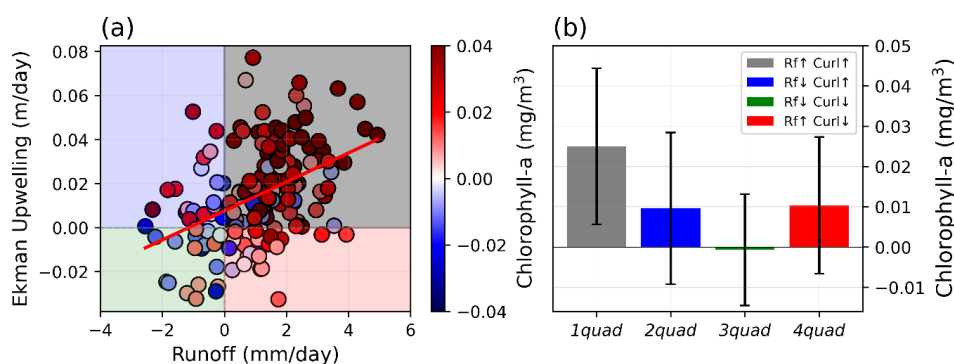 (a)
Ekman Upwelling (m/day)
0.08
0.06
0.04
0.02
0.00
−0.02
−4 −2 0 2 4 6
Runoff (mm/day)
0.04
0.02
0.00
−0.02
−0.04
Chlorophyll-a (mg/m³)
(b)
Rf↑ Curl↑
Rf↓ Curl↑
Rf↓ Curl↓
Rf↑ Curl↓
1quad 2quad 3quad 4quad
0.05
0.04
0.03
0.02
0.01
0.00
−0.01
Chlorophyll-a (mg/m³)